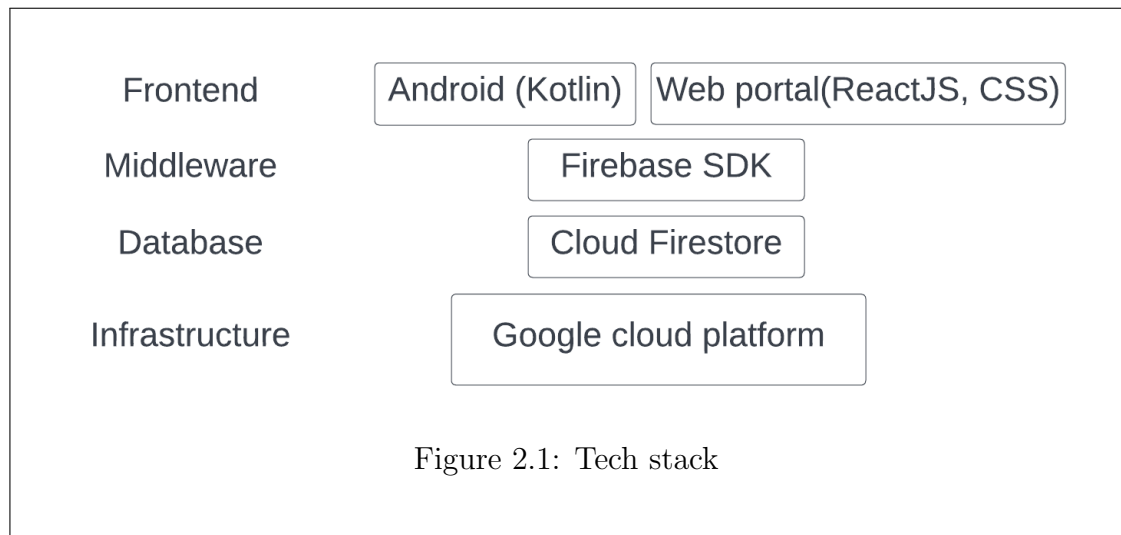 Frontend Android (Kotlin) Web portal(ReactJS, CSS)
Middleware Firebase SDK
Database Cloud Firestore
Infrastructure Google cloud platform
Figure 2.1: Tech stack